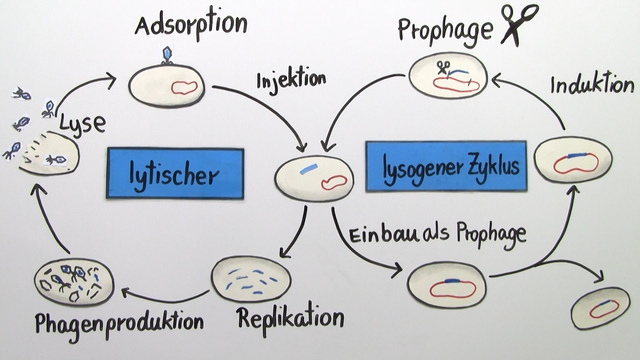 Adsorption
Prophage
Injektion
Induktion
Lyse
lytischer
lysogener Zyklus
Einbau als Prophage
Phagenproduktion
Replikation